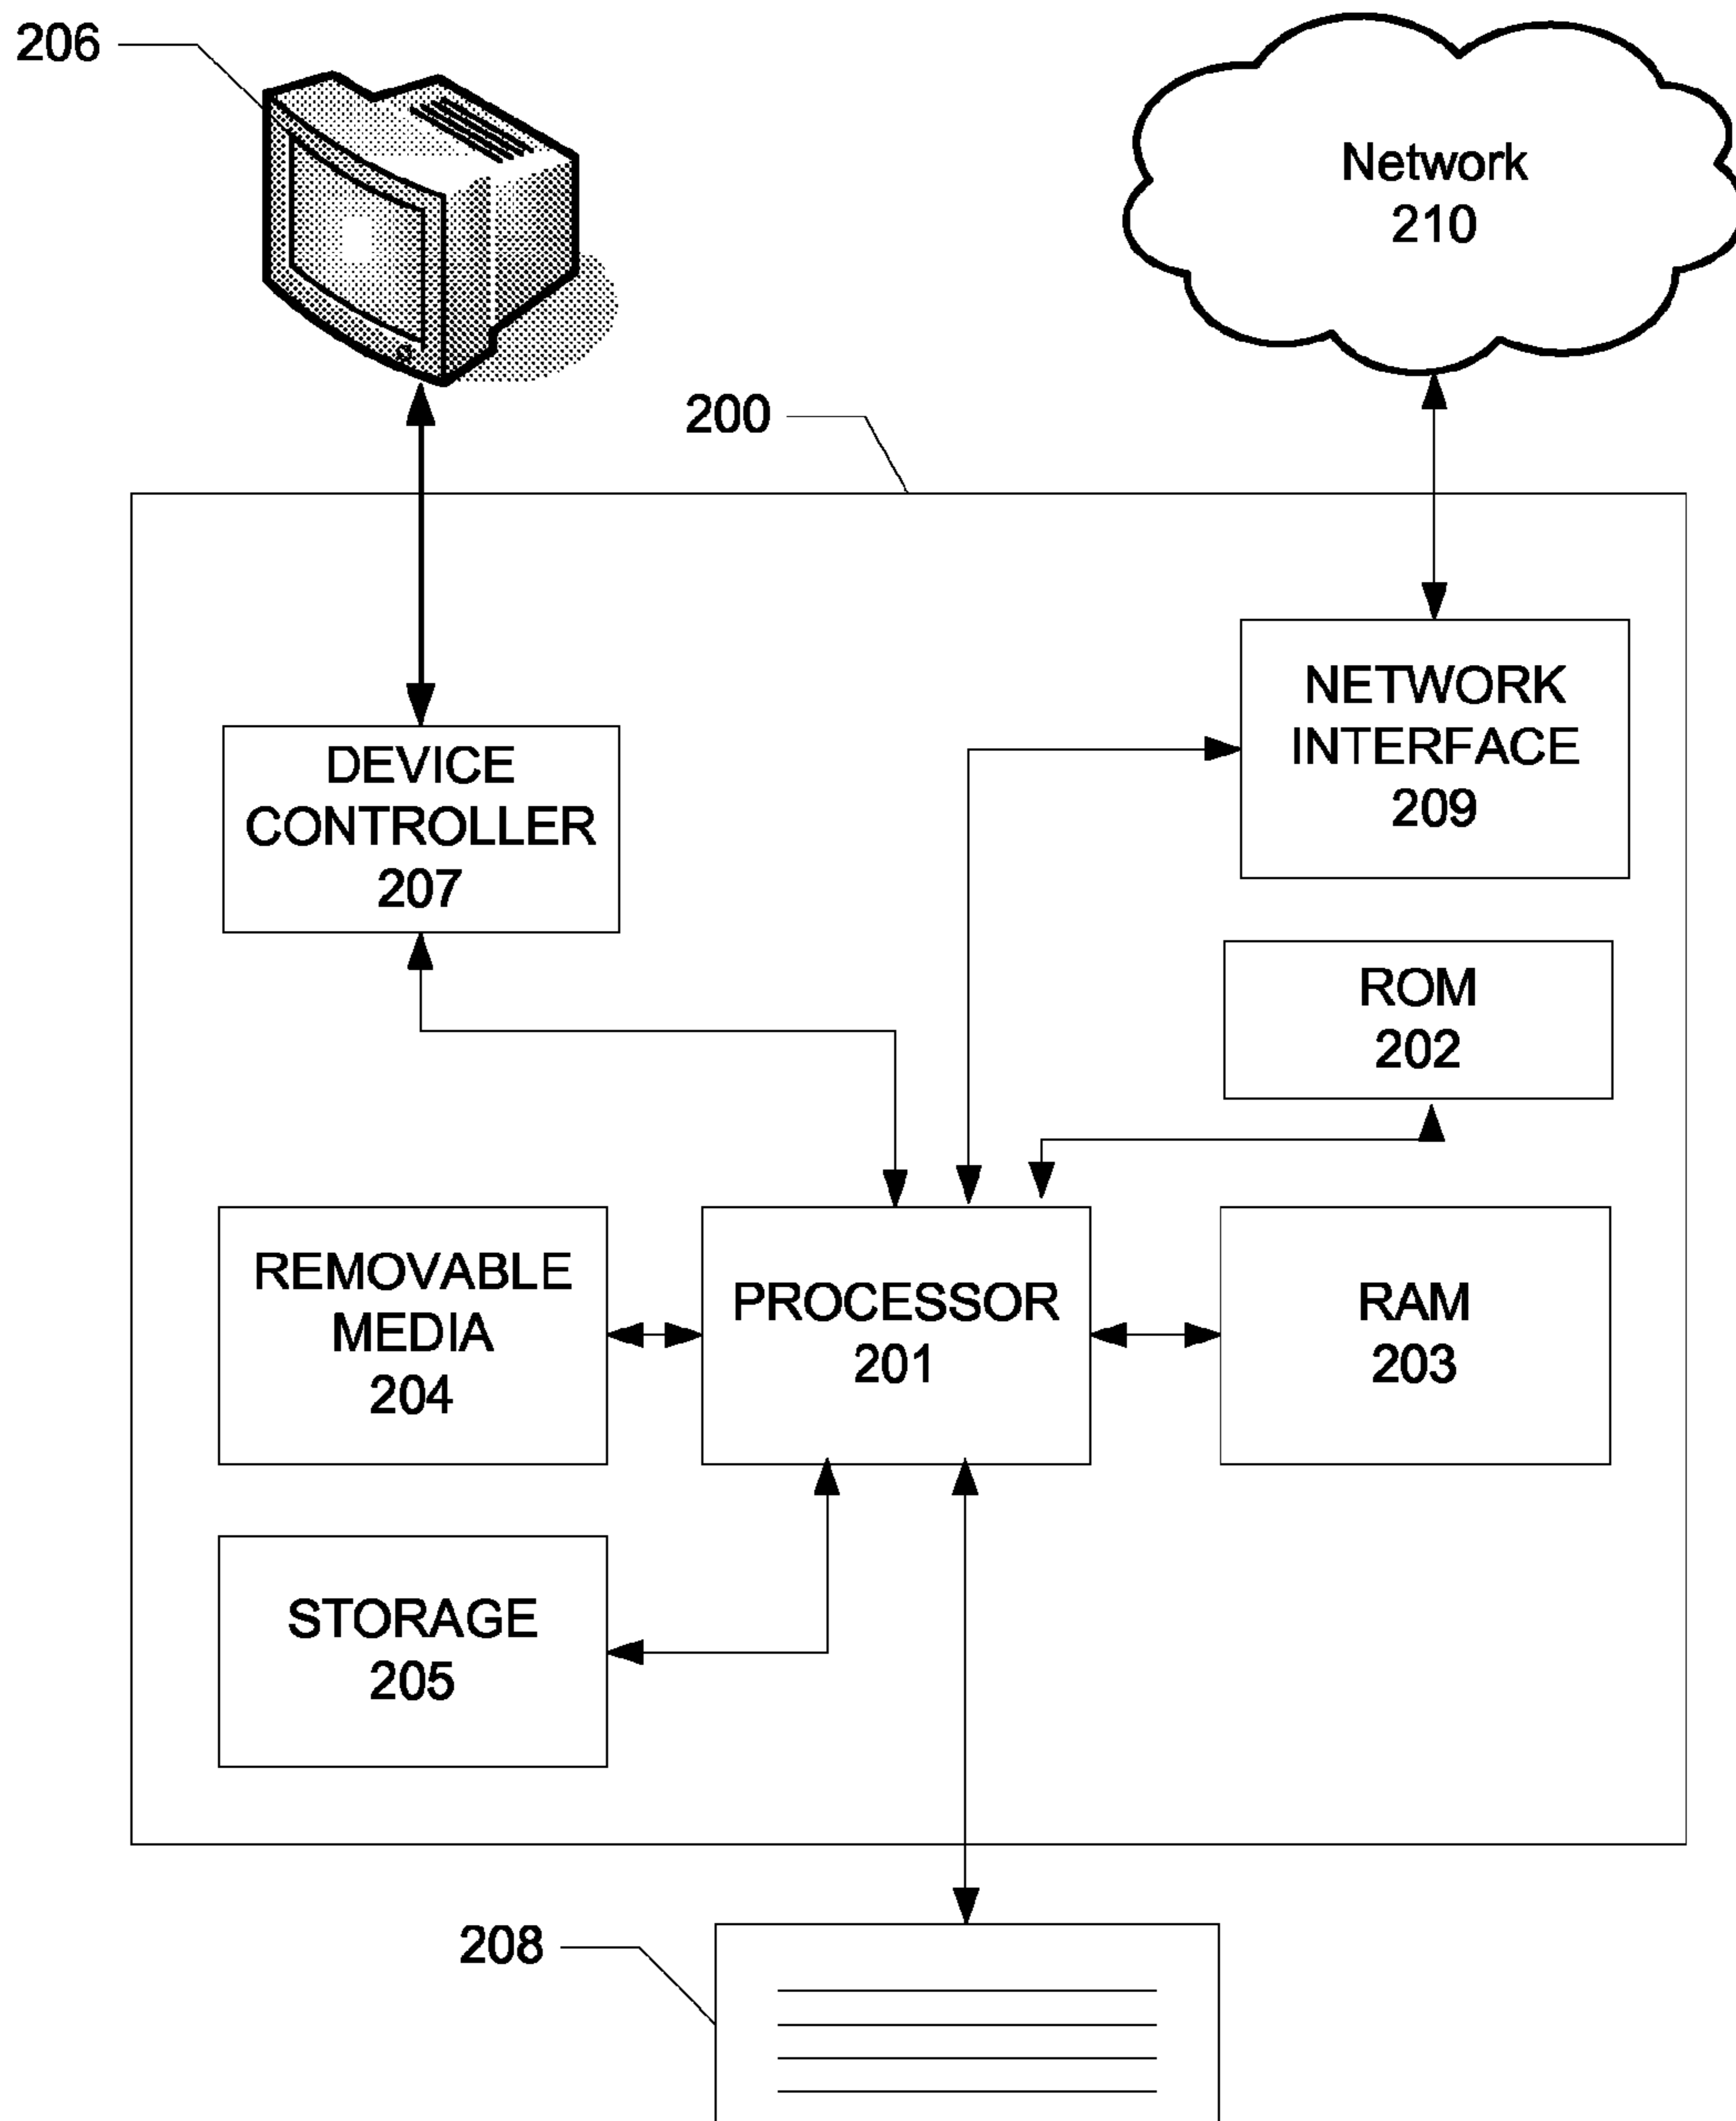 206
Network
210
200
NETWORK
INTERFACE
209
DEVICE
CONTROLLER
207
ROM
202
REMOVABLE
MEDIA
204
PROCESSOR
201
RAM
203
STORAGE
205
208